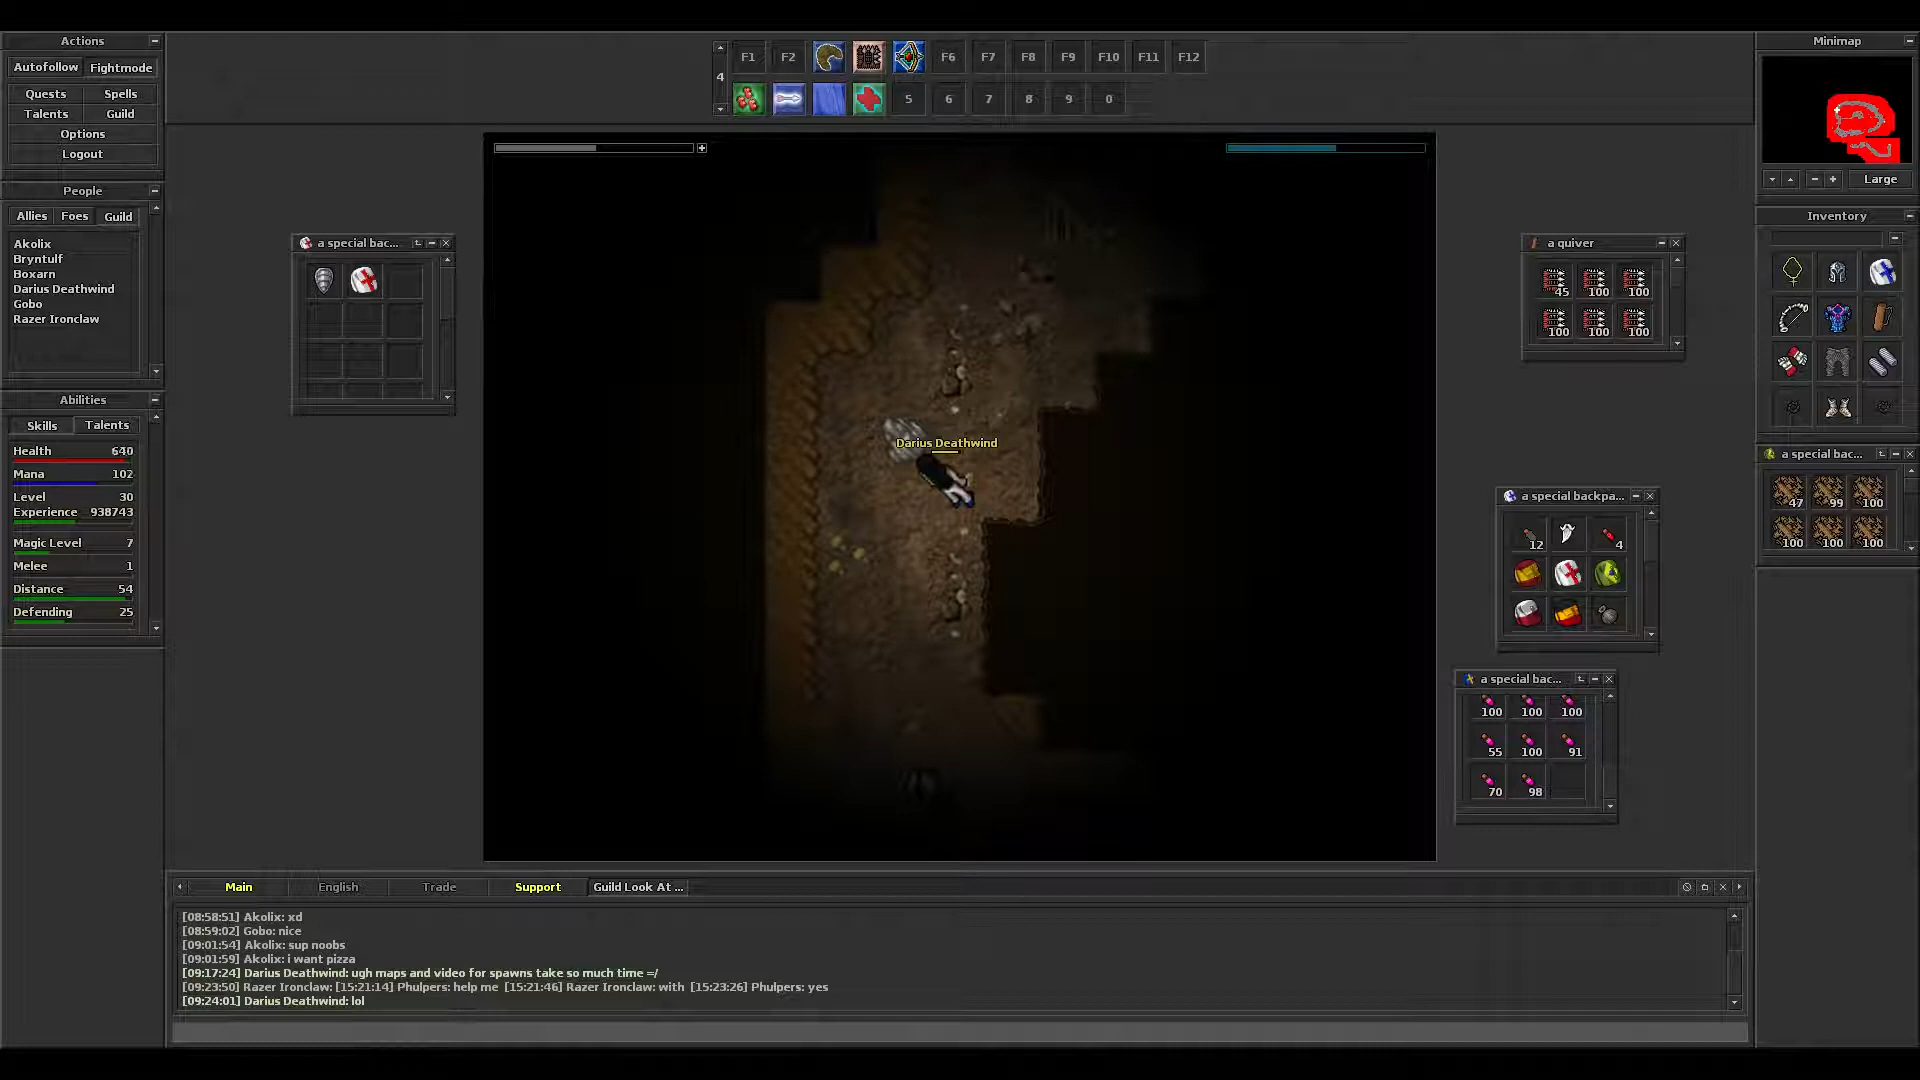 Actions
Autofollow Fightmode
Quests Spells
Talents Guild
Options
Logout
People
Allies Foes Guild
Akolix
Bryntulf
Boxarn
Darius Deathwind
Gobo
Razer Ironclaw
Abilities
Skills Talents
Health 640
Mana 102
Level 30
Experience 938743
Magic Level 7
Melee 1
Distance 54
Defending 25
4
F1 F2 F6 F7 F8 F9 F10 F11 F12
5 6 7 8 9 0
a special bac...
Darius Deathwind
a quiver
45 100 100
100 100 100
a special backpa...
12 4
a special bac...
100 100 100
55 100 91
70 98
Minimap
Large
Inventory
a special bac...
47 99 100
100 100 100
Main English Trade Support Guild Look At ...
[08:58:51] Akolix: xd
[08:59:02] Gobo: nice
[09:01:54] Akolix: sup noobs
[09:01:59] Akolix: i want pizza
[09:17:24] Darius Deathwind: ugh maps and video for spawns take so much time =/
[09:23:50] Razer Ironclaw: [15:21:14] Phulpers: help me [15:21:46] Razer Ironclaw: with [15:23:26] Phulpers: yes
[09:24:01] Darius Deathwind: lol